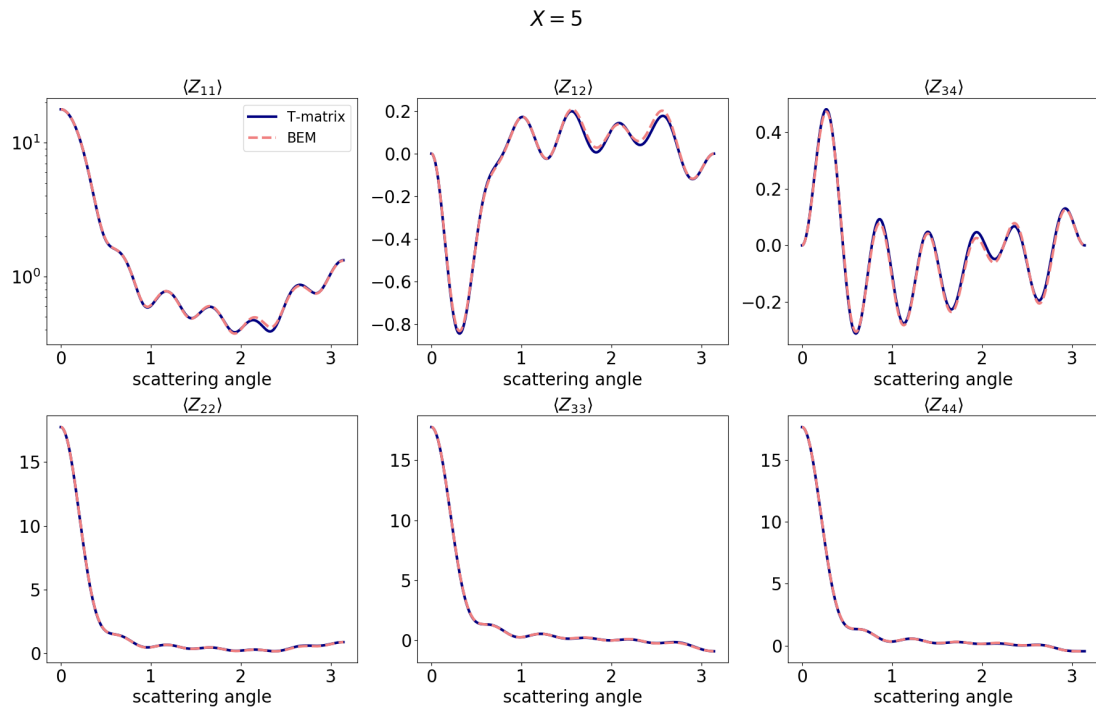 X = 5
⟨Z₁₁⟩
10¹
10⁰
T-matrix
BEM
0 1 2 3
scattering angle
⟨Z₁₂⟩
0.2
0.0
−0.2
−0.4
−0.6
−0.8
0 1 2 3
scattering angle
⟨Z₃₄⟩
0.4
0.2
0.0
−0.2
0 1 2 3
scattering angle
⟨Z₂₂⟩
15
10
5
0
0 1 2 3
scattering angle
⟨Z₃₃⟩
15
10
5
0
0 1 2 3
scattering angle
⟨Z₄₄⟩
15
10
5
0
0 1 2 3
scattering angle